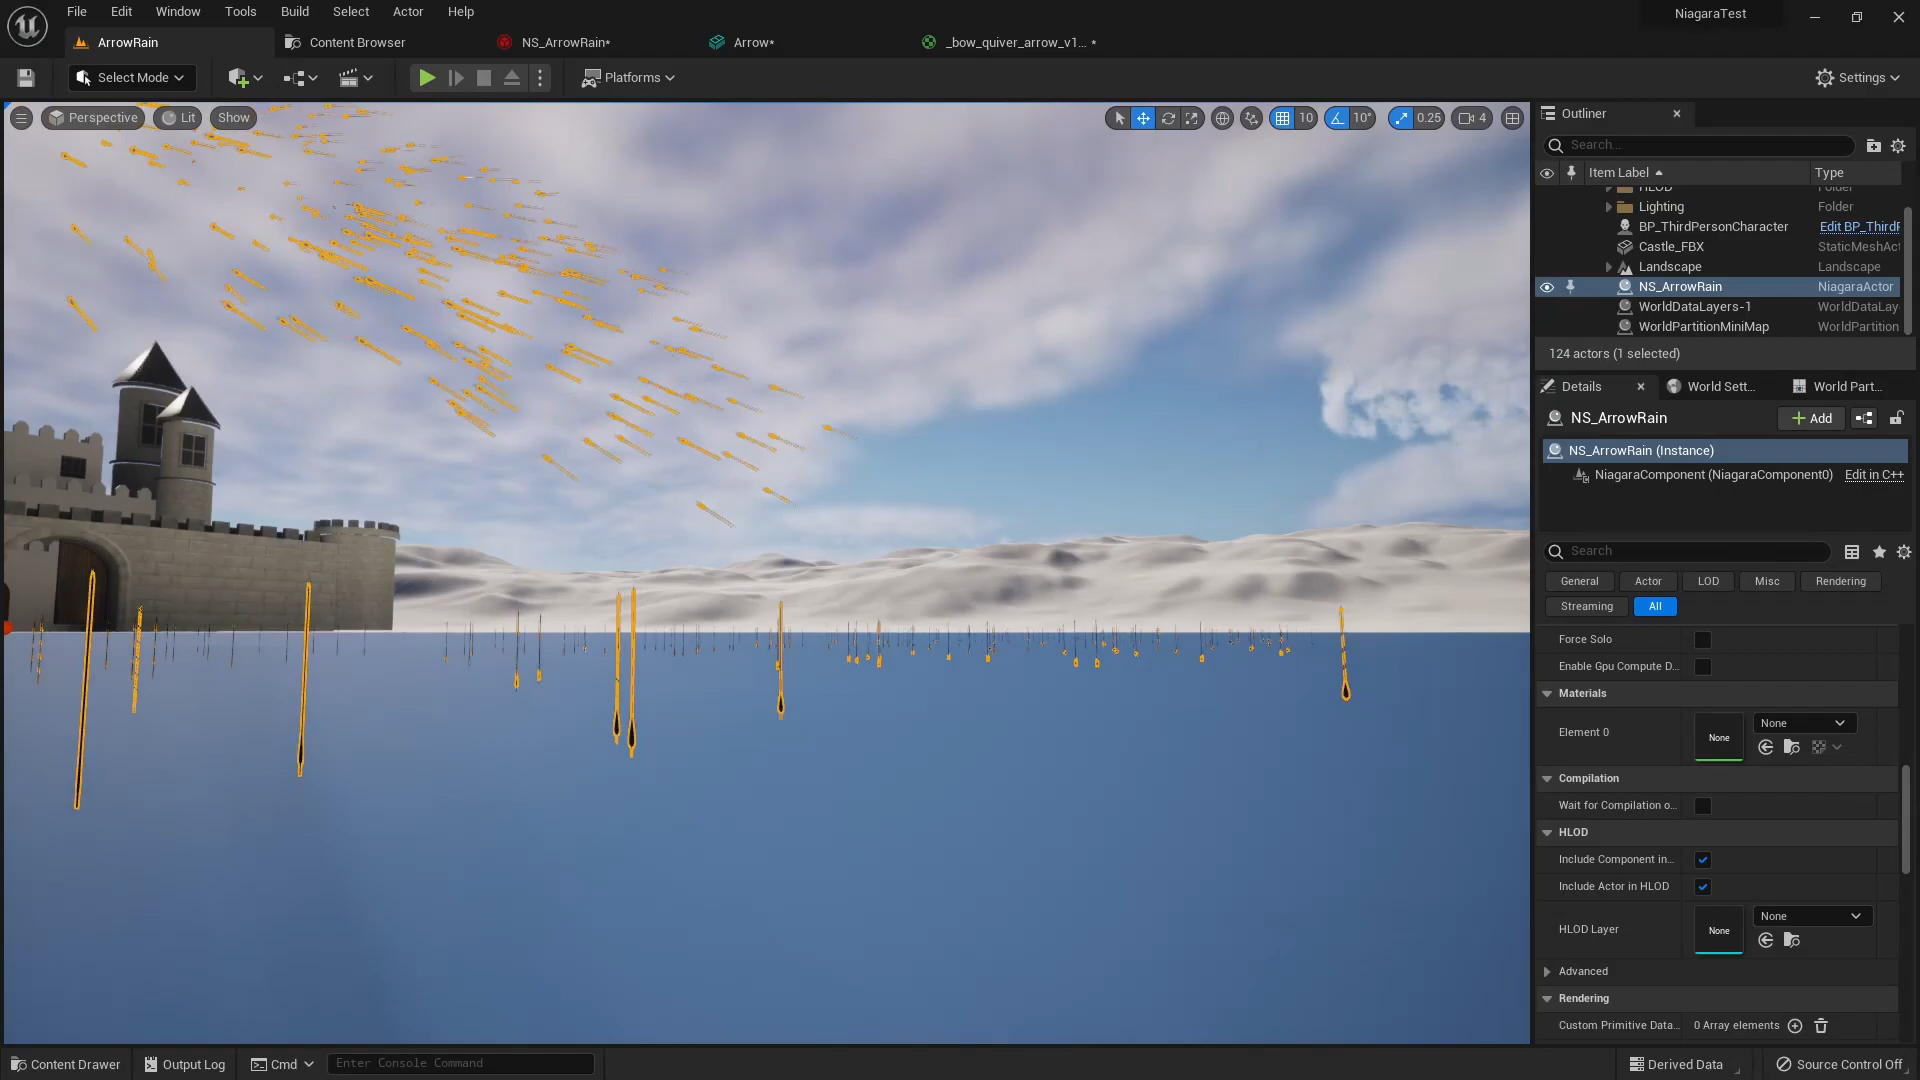 File Edit Window Tools Build Select Actor Help
NiagaraTest
ArrowRain
Content Browser
NS_ArrowRain*
Arrow*
_bow_quiver_arrow_v1... *
Select Mode
Platforms
Settings
Perspective
Lit
Show
10
10°
0.25
4
Outliner
Search...
Item Label
Type
HLOD Folder
Lighting Folder
BP_ThirdPersonCharacter Edit BP_ThirdP
Castle_FBX StaticMeshAct
Landscape Landscape
NS_ArrowRain NiagaraActor
WorldDataLayers-1 WorldDataLay
WorldPartitionMiniMap WorldPartition
124 actors (1 selected)
Details
World Sett...
World Part...
NS_ArrowRain
Add
NS_ArrowRain (Instance)
NiagaraComponent (NiagaraComponent0) Edit in C++
Search
General Actor LOD Misc Rendering
Streaming All
Force Solo
Enable Gpu Compute D...
Materials
Element 0
None
None
Compilation
Wait for Compilation o...
HLOD
Include Component in...
Include Actor in HLOD
HLOD Layer
None
None
Advanced
Rendering
Custom Primitive Data... 0 Array elements
Content Drawer
Output Log
Cmd
Enter Console Command
Derived Data
Source Control Off